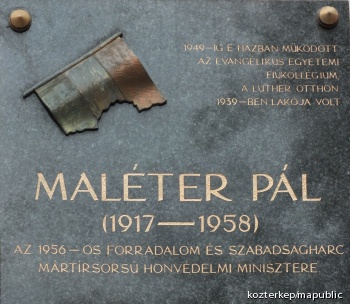 1949-IG E HÁZBAN MŰKÖDÖTT
AZ EVANGÉLIKUS EGYETEMI
FIÚKOLLÉGIUM,
A LUTHER OTTHON.
1939-BEN LAKÓJA VOLT
MALÉTER PÁL
(1917—1958)
AZ 1956-OS FORRADALOM ÉS SZABADSÁGHARC
MÁRTÍRSORSÚ HONVÉDELMI MINISZTERE
kozterkep/mapublic